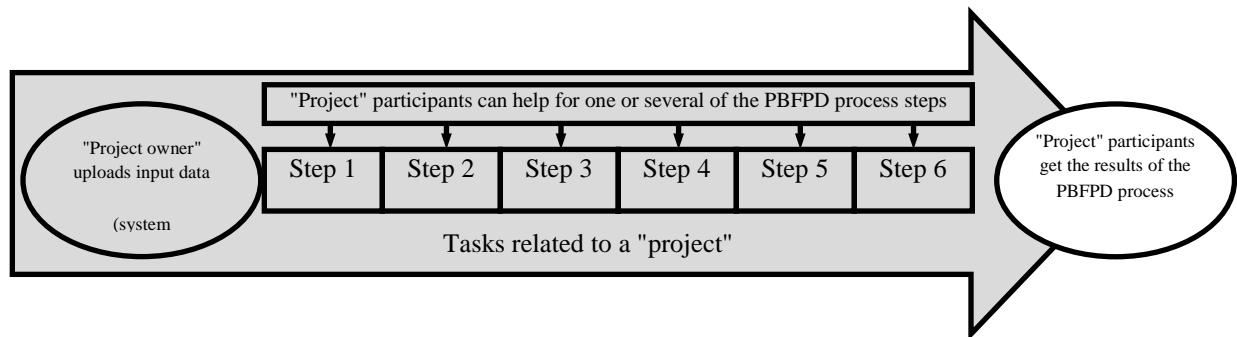 "Project" participants can help for one or several of the PBFPD process steps
"Project owner"
uploads input data
(system
Step 1
Step 2
Step 3
Step 4
Step 5
Step 6
"Project" participants
get the results of the
PBFPD process
Tasks related to a "project"